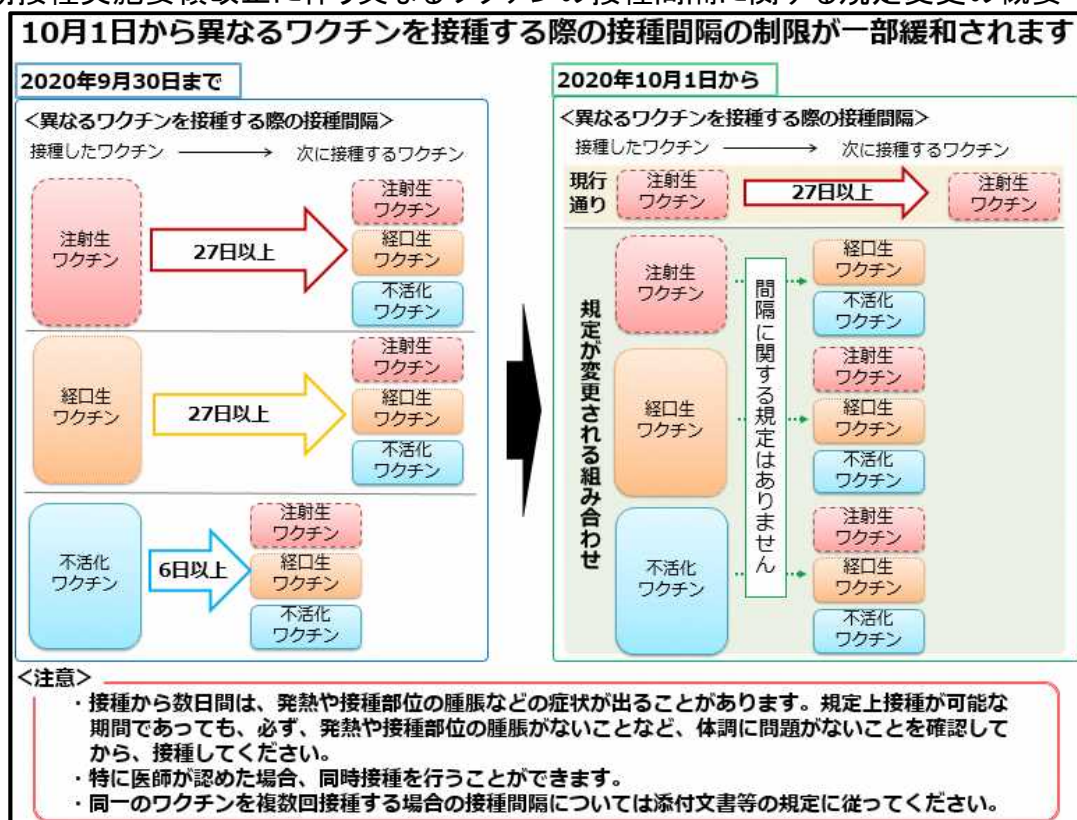 10月1日から異なるワクチンを接種する際の接種間隔の制限が一部緩和されます
2020年9月30日まで
<異なるワクチンを接種する際の接種間隔>
接種したワクチン
次に接種するワクチン
注射生
ワクチン
27日以上
注射生
ワクチン
経口生
ワクチン
不活化
ワクチン
経口生
ワクチン
27日以上
注射生
ワクチン
経口生
ワクチン
不活化
ワクチン
不活化
ワクチン
6日以上
注射生
ワクチン
経口生
ワクチン
不活化
ワクチン
2020年10月1日から
<異なるワクチンを接種する際の接種間隔>
接種したワクチン
次に接種するワクチン
現行
通り
注射生
ワクチン
27日以上
注射生
ワクチン
規定が変更される組み合わせ
注射生
ワクチン
経口生
ワクチン
不活化
ワクチン
間隔に関する規定はありません
経口生
ワクチン
不活化
ワクチン
注射生
ワクチン
経口生
ワクチン
不活化
ワクチン
注射生
ワクチン
経口生
ワクチン
不活化
ワクチン
<注意>
・接種から数日間は、発熱や接種部位の腫脹などの症状が出ることがあります。規定上接種が可能な
期間であっても、必ず、発熱や接種部位の腫脹がないことなど、体調に問題がないことを確認して
から、接種してください。
・特に医師が認めた場合、同時接種を行うことができます。
・同一のワクチンを複数回接種する場合の接種間隔については添付文書等の規定に従ってください。